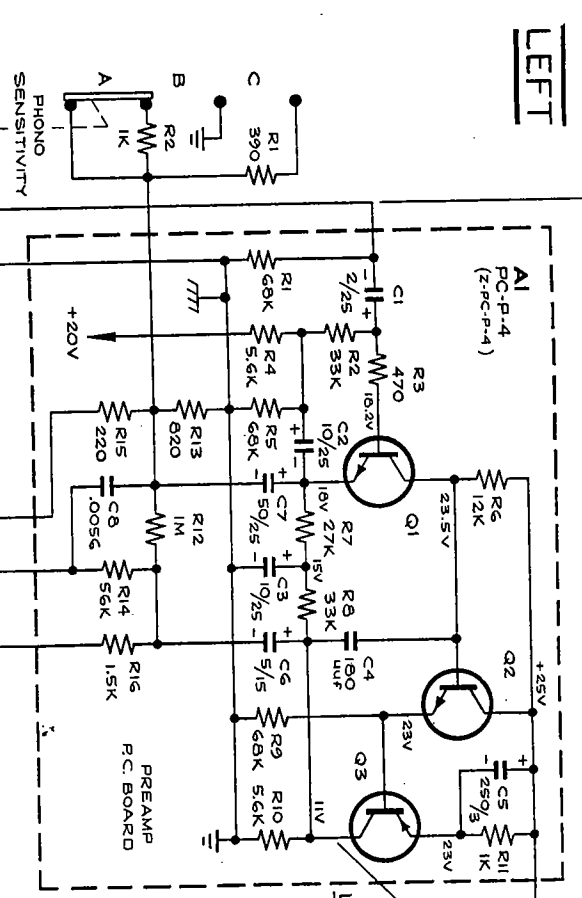 LEFT
A1
PC-P-4
(Z-PC-P-4)
PHONO
SENSITIVITY
A
B
C
R2
1K
R1
390
R1
68K
C1
2/25
- +
+20V
R4
5.6K
R2
33K
R3
470
18.2V
R15
220
R13
820
R5
68K
C2
10/25
+ -
Q1
R6
12K
23.5V
C8
.0056
R12
1M
C7
50/25
- +
18V
R7
27K
15V
R14
56K
C3
10/25
-
R8
33K
R16
1.5K
C6
5/15
- +
C4
180
µµf
Q2
+25V
23V
R9
68K
Q3
C5
250/3
- +
R10
5.6K
11V
23V
R11
1K
PREAMP
P.C. BOARD